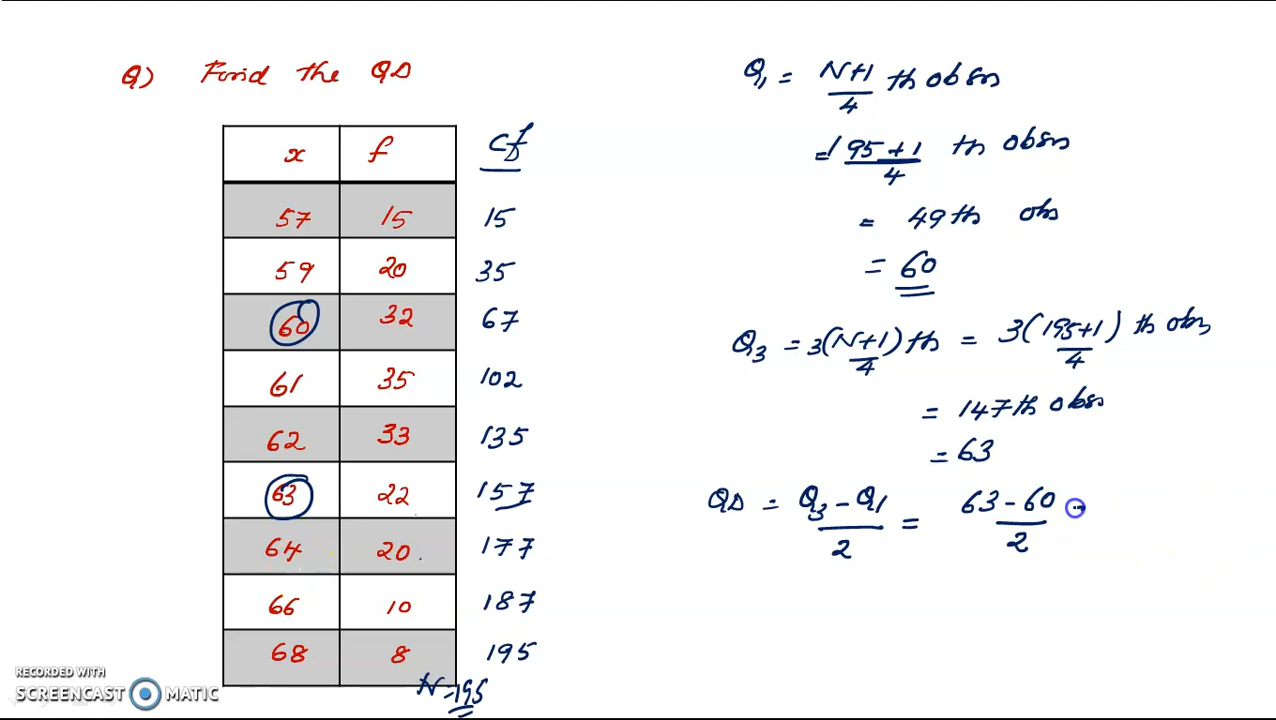 Q) Find the QD
x f Cf
57 15 15
59 20 35
60 32 67
61 35 102
62 33 135
63 22 157
64 20 177
66 10 187
68 8 195
N=195
Q1 = N+1/4 th obsn
= 195+1/4 th obsn
= 49th obs
= 60
Q3 = 3(N+1/4)th = 3(195+1/4) th obs
= 147th obsn
= 63
QD = Q3 - Q1/2 = 63 - 60/2
RECORDED WITH
SCREENCAST MATIC